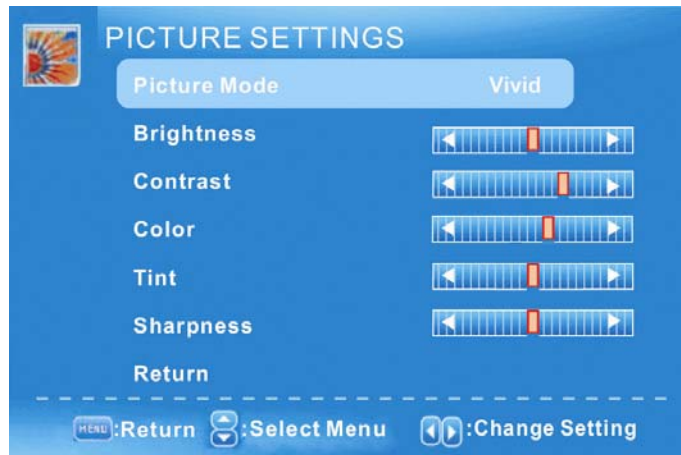 PICTURE SETTINGS
Picture Mode Vivid
Brightness
Contrast
Color
Tint
Sharpness
Return
MENU :Return :Select Menu :Change Setting